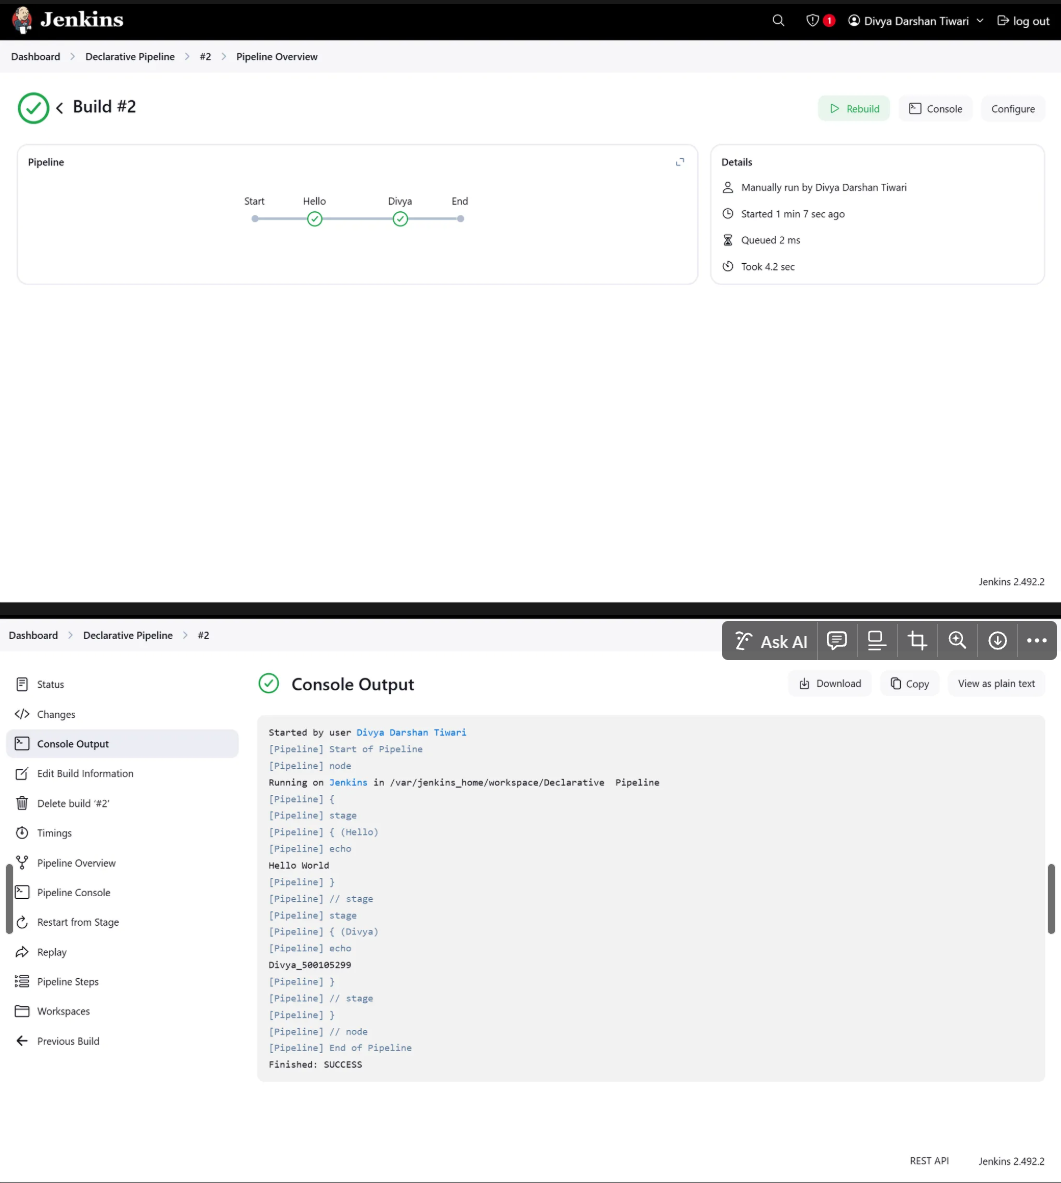 Jenkins
1 Divya Darshan Tiwari log out
Dashboard Declarative Pipeline #2 Pipeline Overview
Build #2
Rebuild Console Configure
Pipeline
Start Hello Divya End
Details
Manually run by Divya Darshan Tiwari
Started 1 min 7 sec ago
Queued 2 ms
Took 4.2 sec
Jenkins 2.492.2
Dashboard Declarative Pipeline #2
Ask AI
Status
Changes
Console Output
Edit Build Information
Delete build '#2'
Timings
Pipeline Overview
Pipeline Console
Restart from Stage
Replay
Pipeline Steps
Workspaces
Previous Build
Console Output
Download Copy View as plain text
Started by user Divya Darshan Tiwari
[Pipeline] Start of Pipeline
[Pipeline] node
Running on Jenkins in /var/jenkins_home/workspace/Declarative  Pipeline
[Pipeline] {
[Pipeline] stage
[Pipeline] { (Hello)
[Pipeline] echo
Hello World
[Pipeline] }
[Pipeline] // stage
[Pipeline] stage
[Pipeline] { (Divya)
[Pipeline] echo
Divya_500105299
[Pipeline] }
[Pipeline] // stage
[Pipeline] }
[Pipeline] // node
[Pipeline] End of Pipeline
Finished: SUCCESS
REST API Jenkins 2.492.2